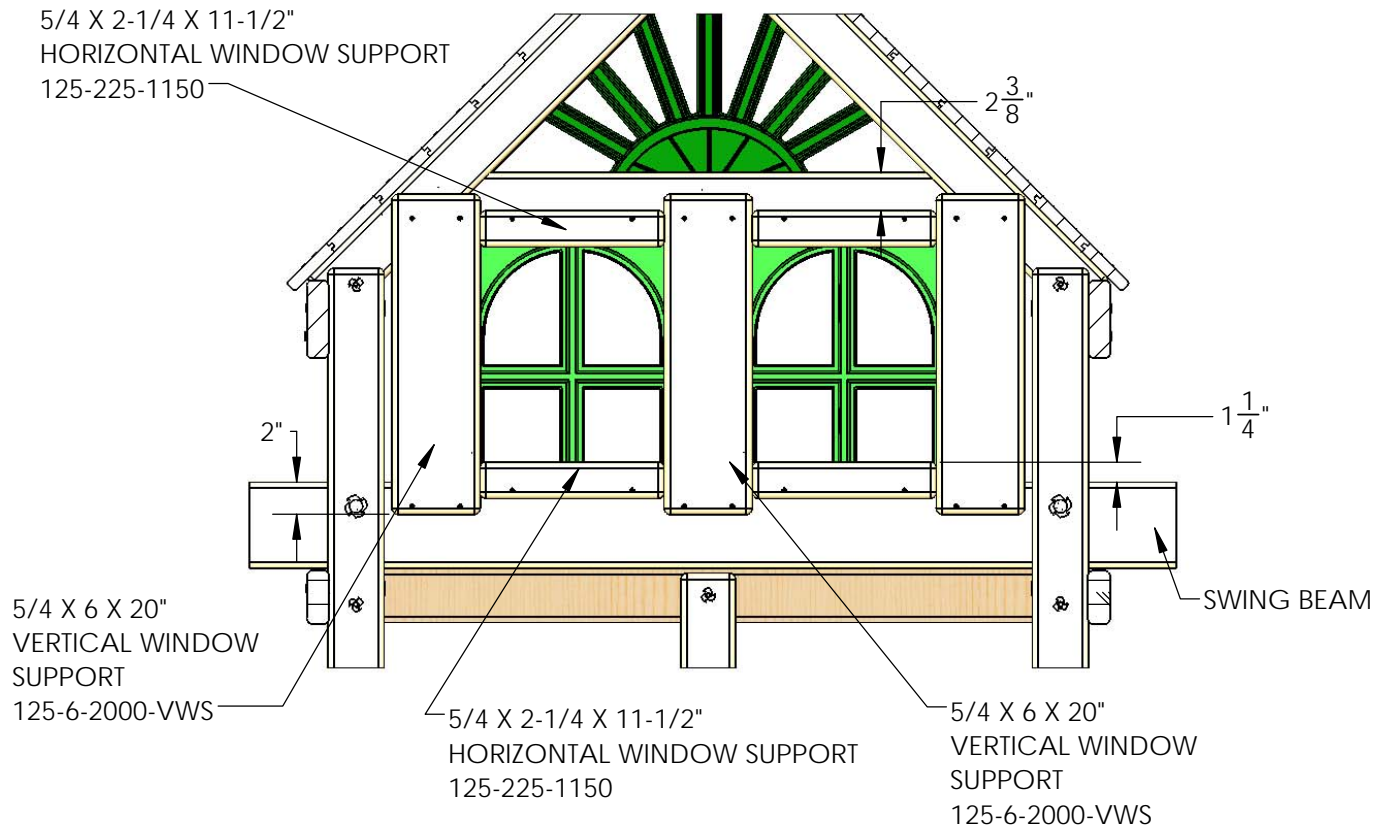 5/4 X 2-1/4 X 11-1/2"
HORIZONTAL WINDOW SUPPORT
125-225-1150
2 3/8"
2"
1 1/4"
SWING BEAM
5/4 X 6 X 20"
VERTICAL WINDOW
SUPPORT
125-6-2000-VWS
5/4 X 2-1/4 X 11-1/2"
HORIZONTAL WINDOW SUPPORT
125-225-1150
5/4 X 6 X 20"
VERTICAL WINDOW
SUPPORT
125-6-2000-VWS